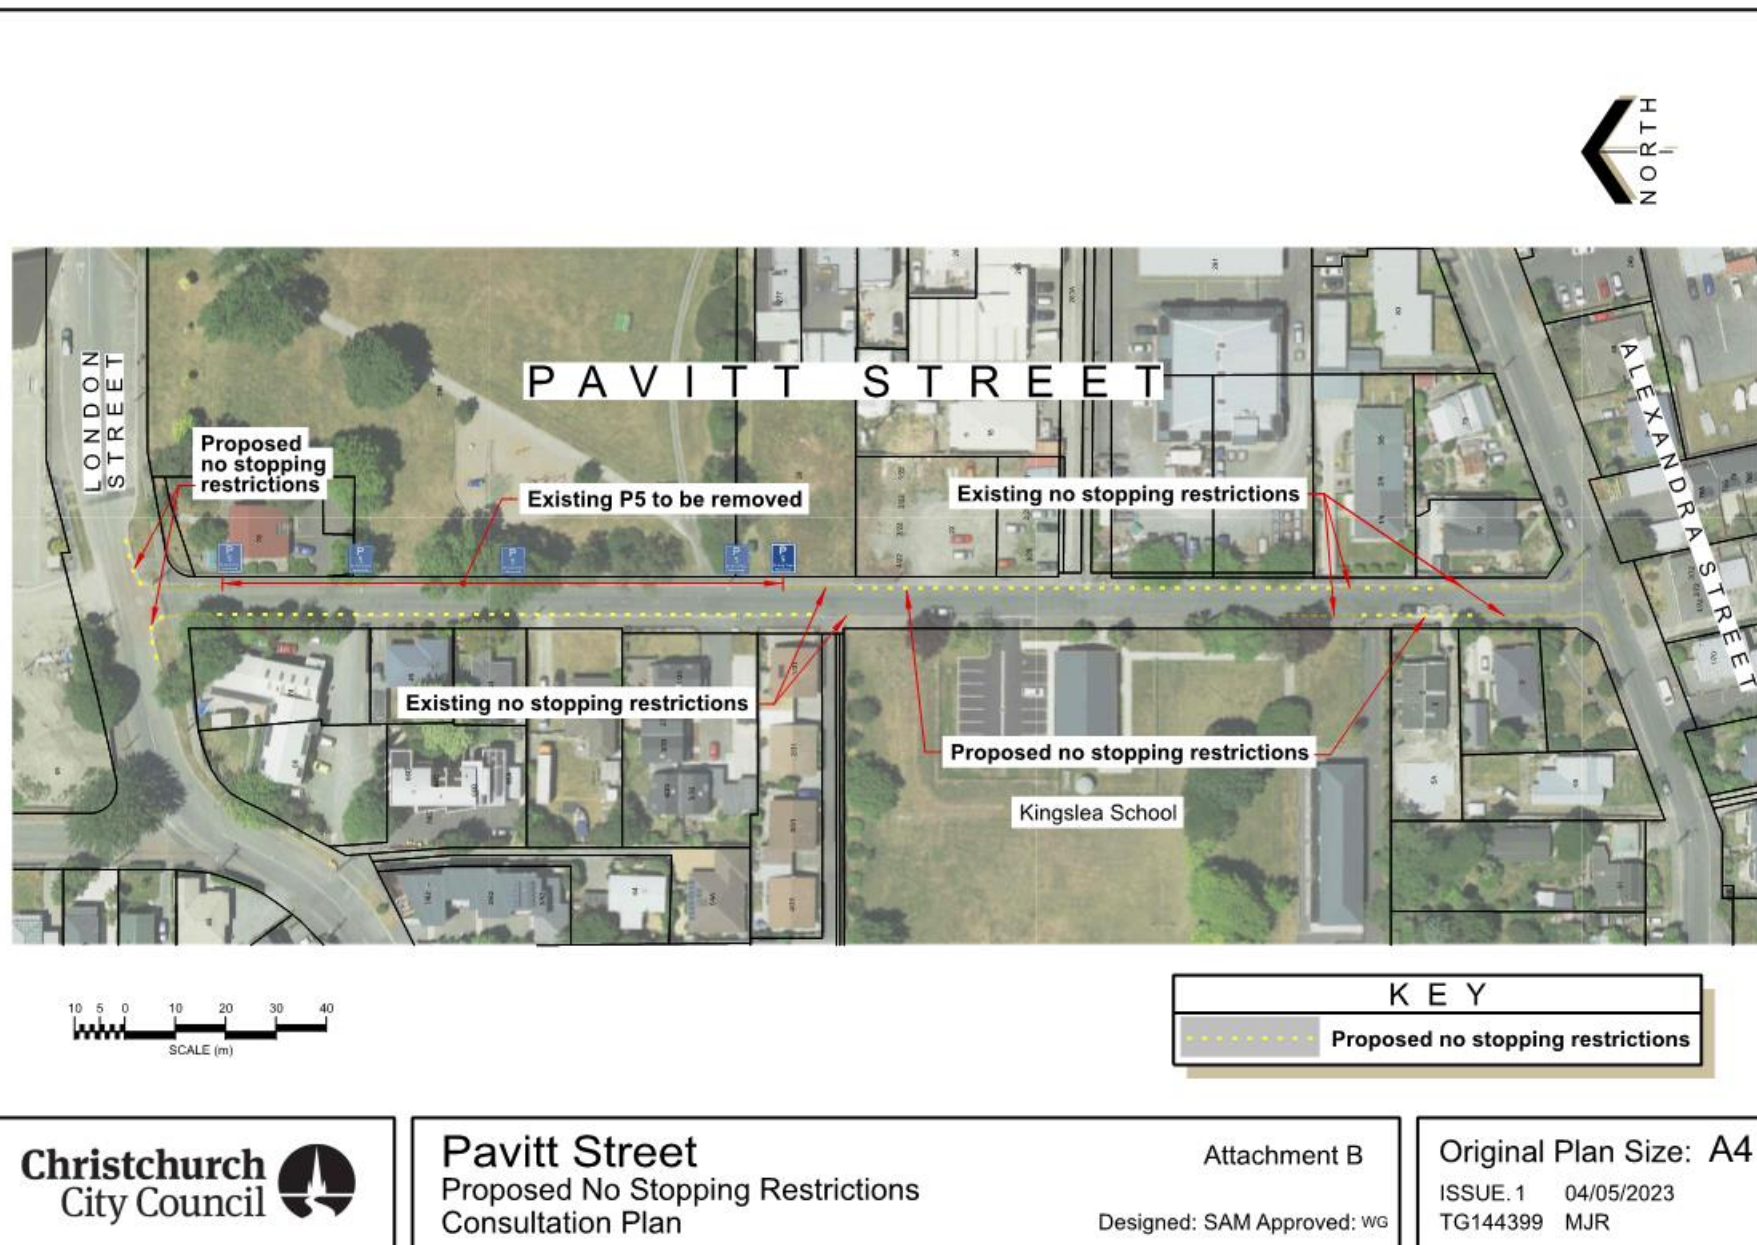 NORTH
LONDON
STREET
PAVITT STREET
ALEXANDRA STREET
Proposed
no stopping
restrictions
Existing P5 to be removed
Existing no stopping restrictions
Existing no stopping restrictions
Proposed no stopping restrictions
Kingslea School
10 5 0 10 20 30 40
SCALE (m)
KEY
Proposed no stopping restrictions
Christchurch
City Council
Pavitt Street
Proposed No Stopping Restrictions
Consultation Plan
Attachment B
Designed: SAM Approved: WG
Original Plan Size: A4
ISSUE. 1 04/05/2023
TG144399 MJR